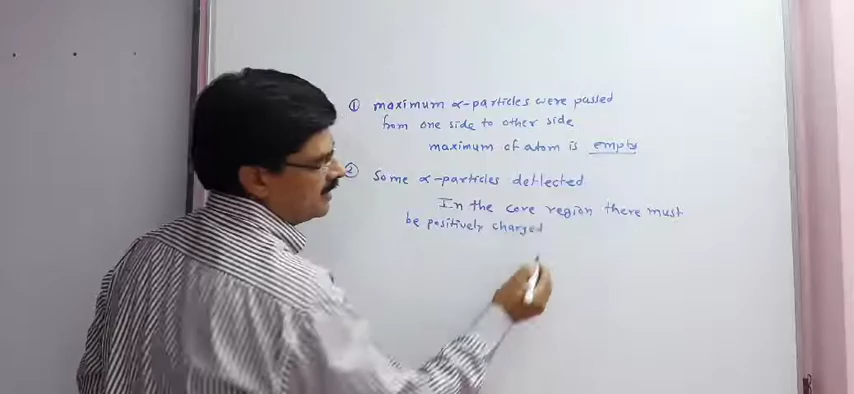 ① maximum α-particles were passed
from one side to other side
maximum of atom is empty
② Some α-particles deflected
In the core region there must
be positively charged